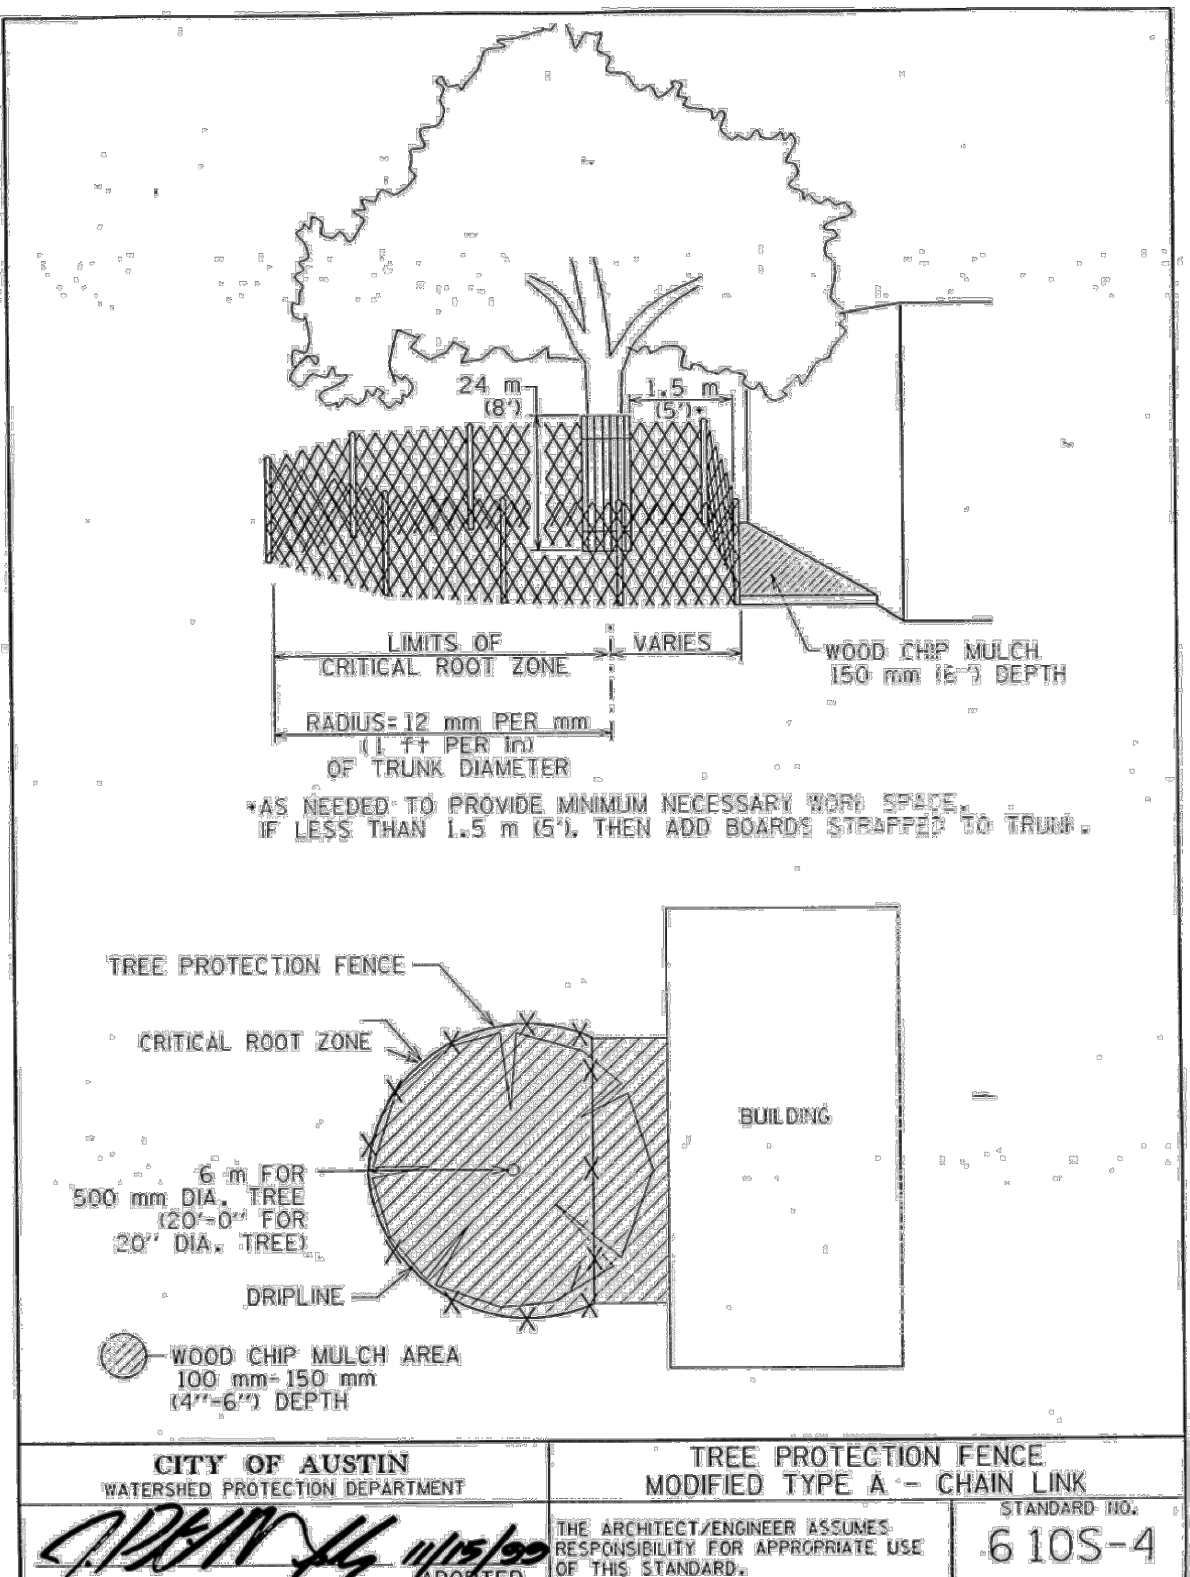 24 m
(8')
1.5 m
(5')*
LIMITS OF
CRITICAL ROOT ZONE
VARIES
WOOD CHIP MULCH
150 mm (6") DEPTH
RADIUS=12 mm PER mm
(1 ft PER in)
OF TRUNK DIAMETER
*AS NEEDED TO PROVIDE MINIMUM NECESSARY WORK SPACE.
IF LESS THAN 1.5 m (5'), THEN ADD BOARDS STRAPPED TO TRUNK.
TREE PROTECTION FENCE
CRITICAL ROOT ZONE
BUILDING
6 m FOR
500 mm DIA. TREE
(20'-0" FOR
20" DIA. TREE)
DRIPLINE
WOOD CHIP MULCH AREA
100 mm-150 mm
(4"-6") DEPTH
CITY OF AUSTIN
WATERSHED PROTECTION DEPARTMENT
TREE PROTECTION FENCE
MODIFIED TYPE A - CHAIN LINK
11/15/99
ADOPTED
THE ARCHITECT/ENGINEER ASSUMES
RESPONSIBILITY FOR APPROPRIATE USE
OF THIS STANDARD.
STANDARD NO.
610S-4